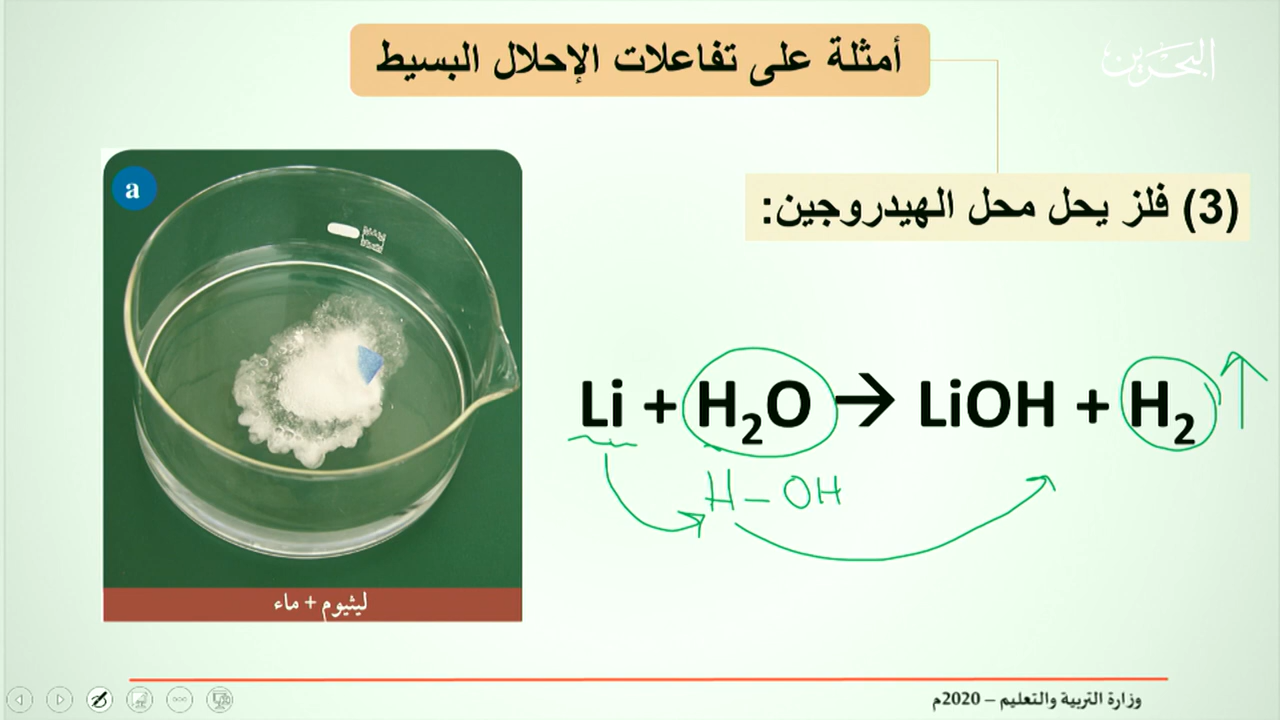 أمثلة على تفاعلات الإحلال البسيط
البحرين
(3) فلز يحل محل الهيدروجين:
a
Li + H₂O → LiOH + H₂ ↑
H – OH
ليثيوم + ماء
وزارة التربية والتعليم – 2020م